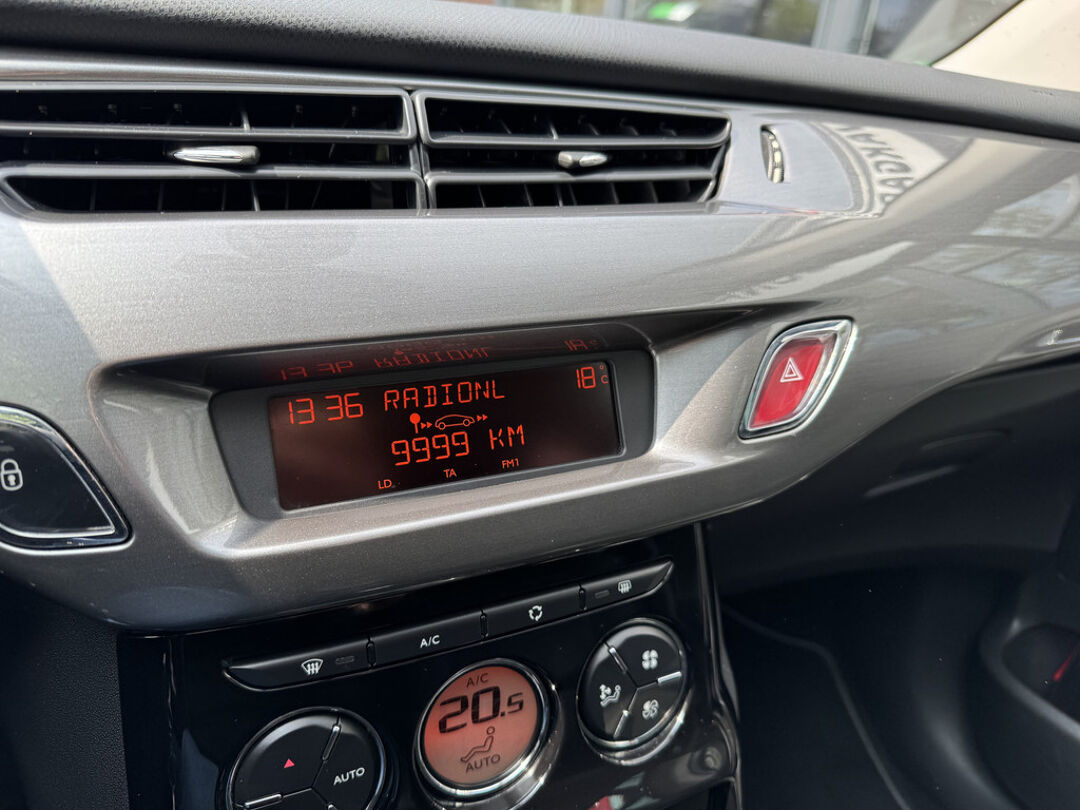 13 36 RADIONL 18°C
9999 KM
LD TA FM1
A/C
A/C
20.5
AUTO
AUTO